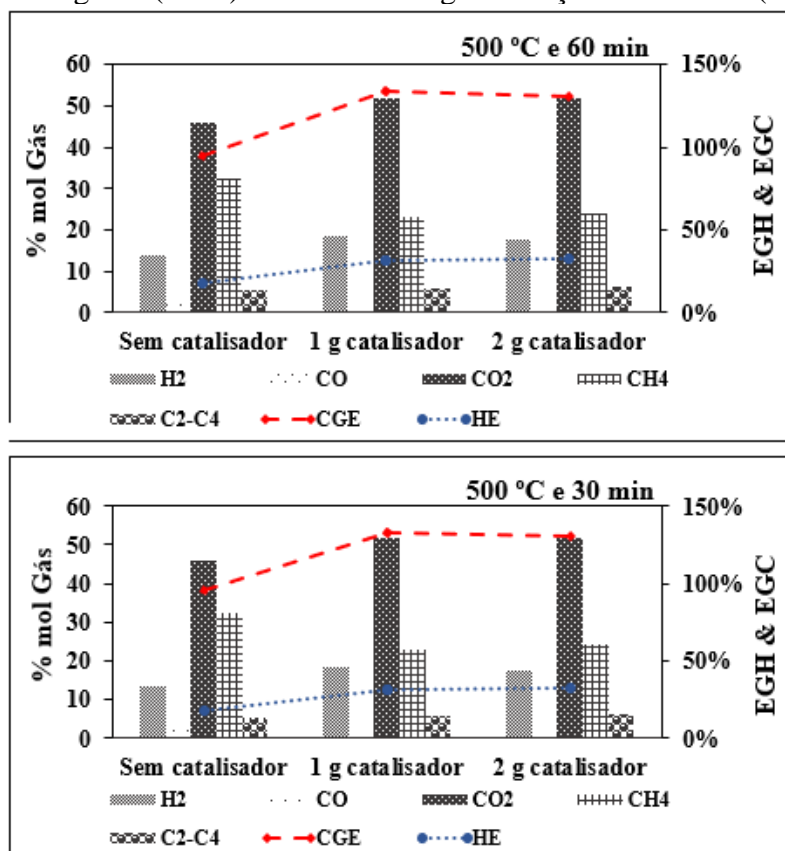 500 ºC e 60 min
60
50
40
30
20
10
0
% mol Gás
150%
100%
50%
0%
EGH & EGC
Sem catalisador 1 g catalisador 2 g catalisador
H2 CO CO2 CH4
C2-C4 CGE HE
500 ºC e 30 min
60
50
40
30
20
10
0
% mol Gás
150%
100%
50%
0%
EGH & EGC
Sem catalisador 1 g catalisador 2 g catalisador
H2 CO CO2 CH4
C2-C4 CGE HE